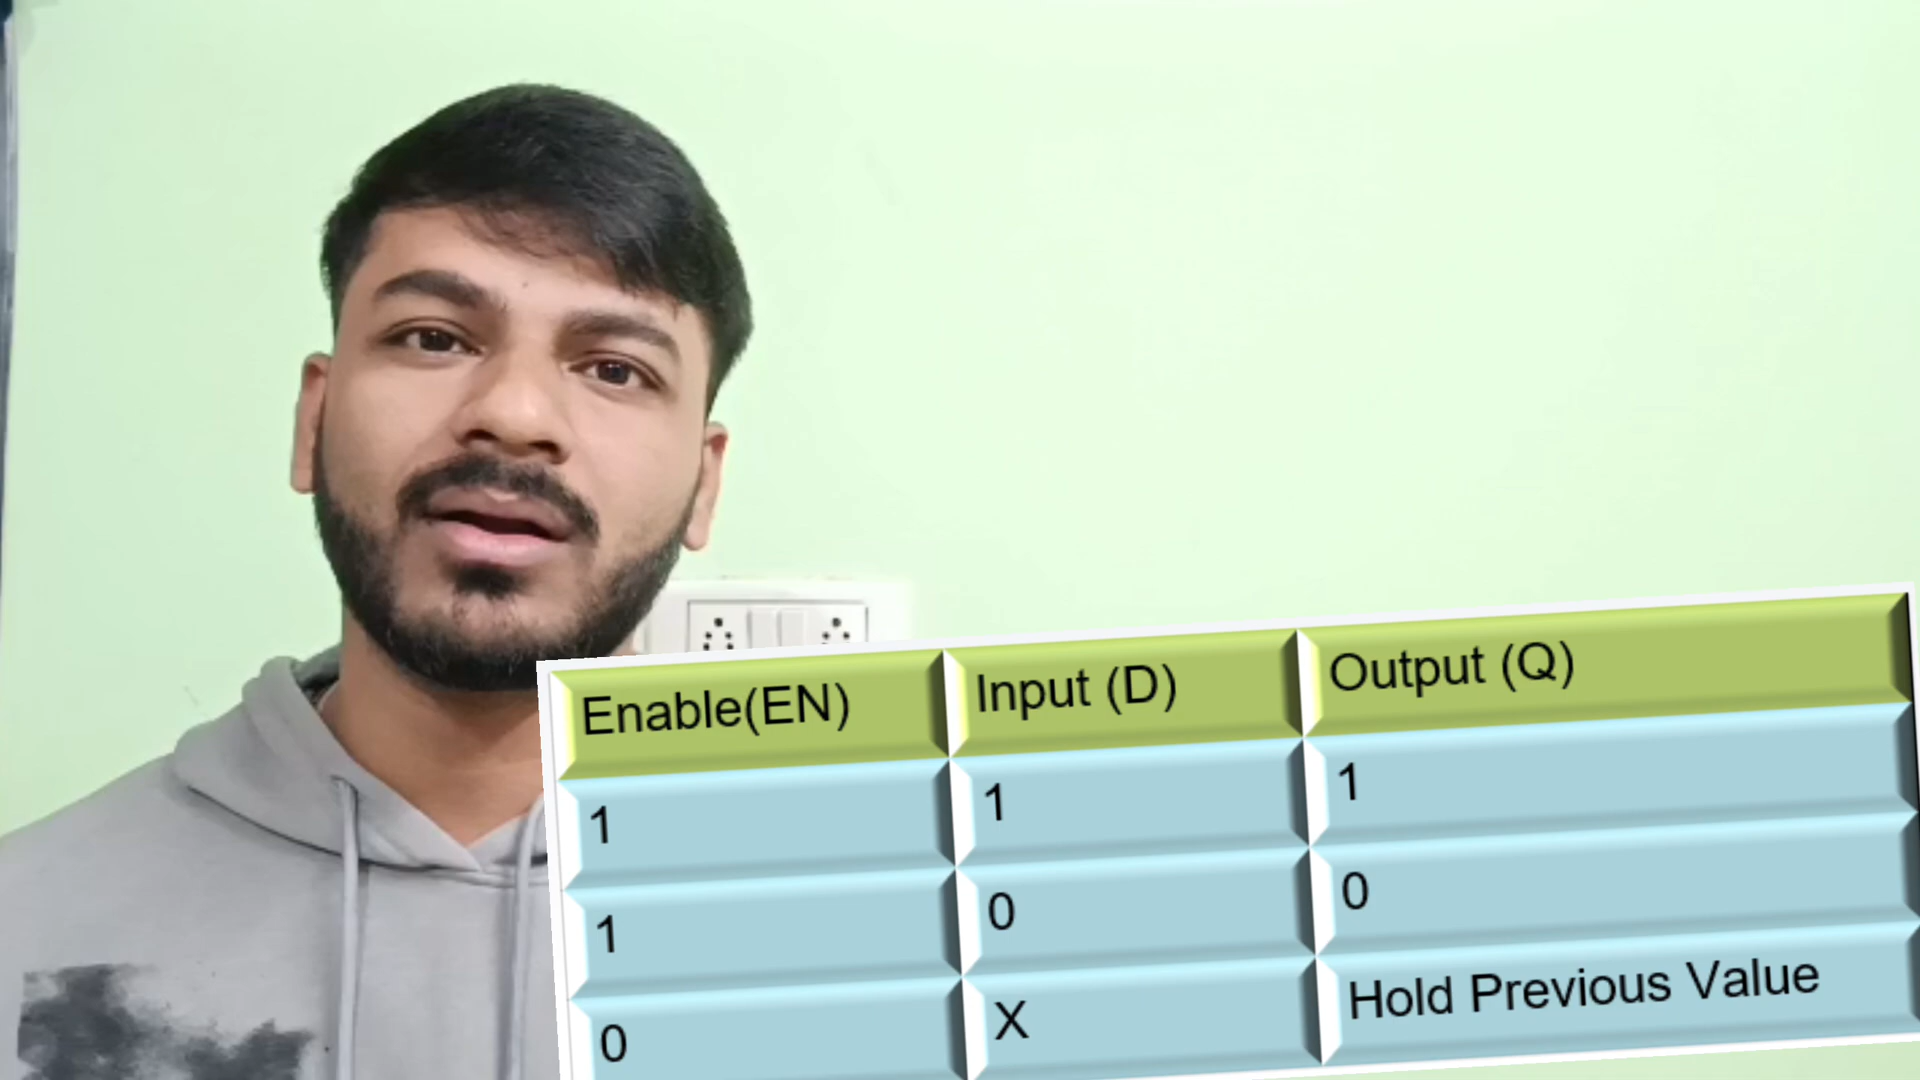 Enable(EN) Input (D) Output (Q)
1 1 1
1 0 0
0 X Hold Previous Value